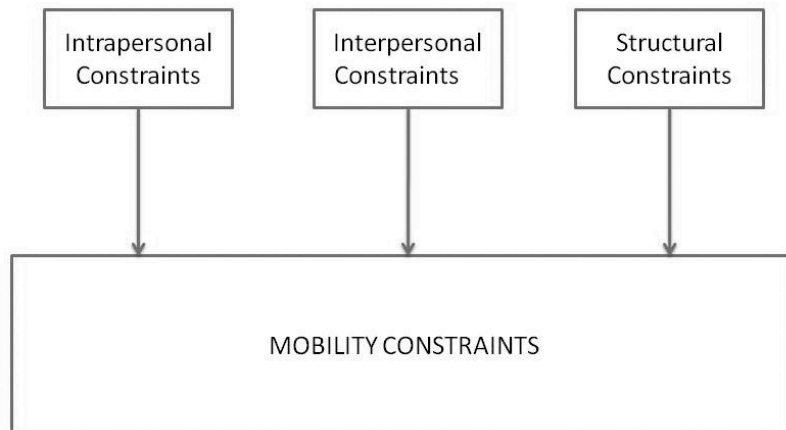 Intrapersonal
Constraints
Interpersonal
Constraints
Structural
Constraints
MOBILITY CONSTRAINTS